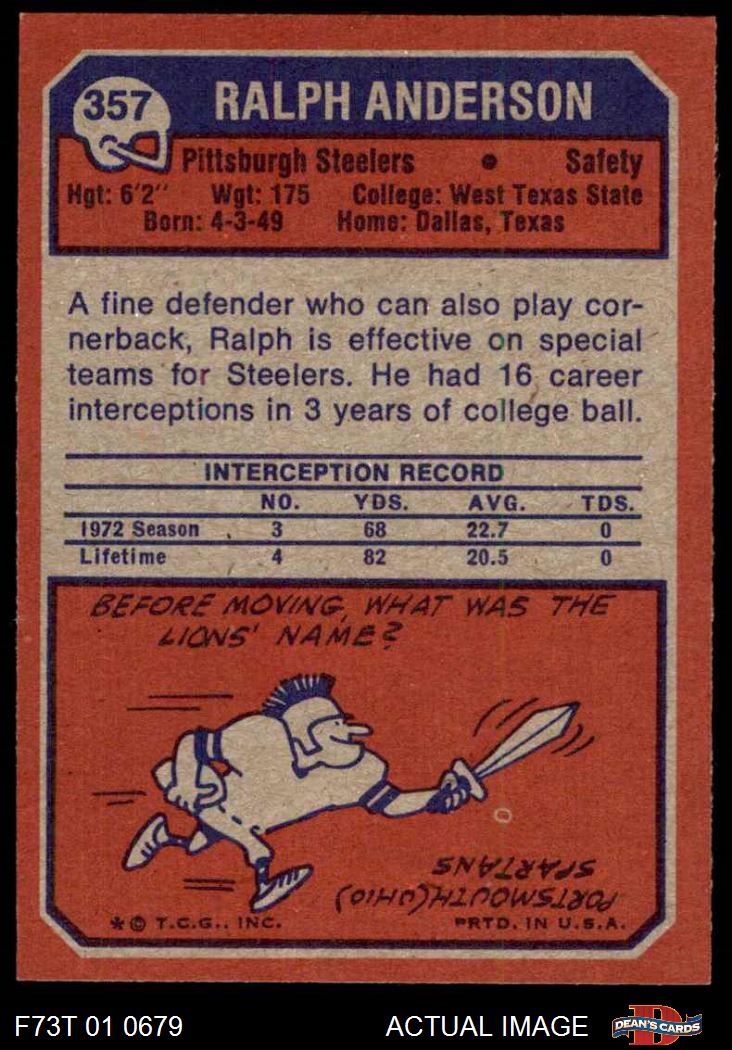 357 RALPH ANDERSON
Pittsburgh Steelers • Safety
Hgt: 6'2" Wgt: 175 College: West Texas State
Born: 4-3-49 Home: Dallas, Texas
A fine defender who can also play cor-
nerback, Ralph is effective on special
teams for Steelers. He had 16 career
interceptions in 3 years of college ball.
INTERCEPTION RECORD
NO. YDS. AVG. TDS.
1972 Season 3 68 22.7 0
Lifetime 4 82 20.5 0
BEFORE MOVING, WHAT WAS THE
LIONS' NAME?
PORTSMOUTH (OHIO)
SPARTANS
* © T.C.G., INC. PRTD. IN U.S.A.
F73T 01 0679 ACTUAL IMAGE DEAN'S CARDS